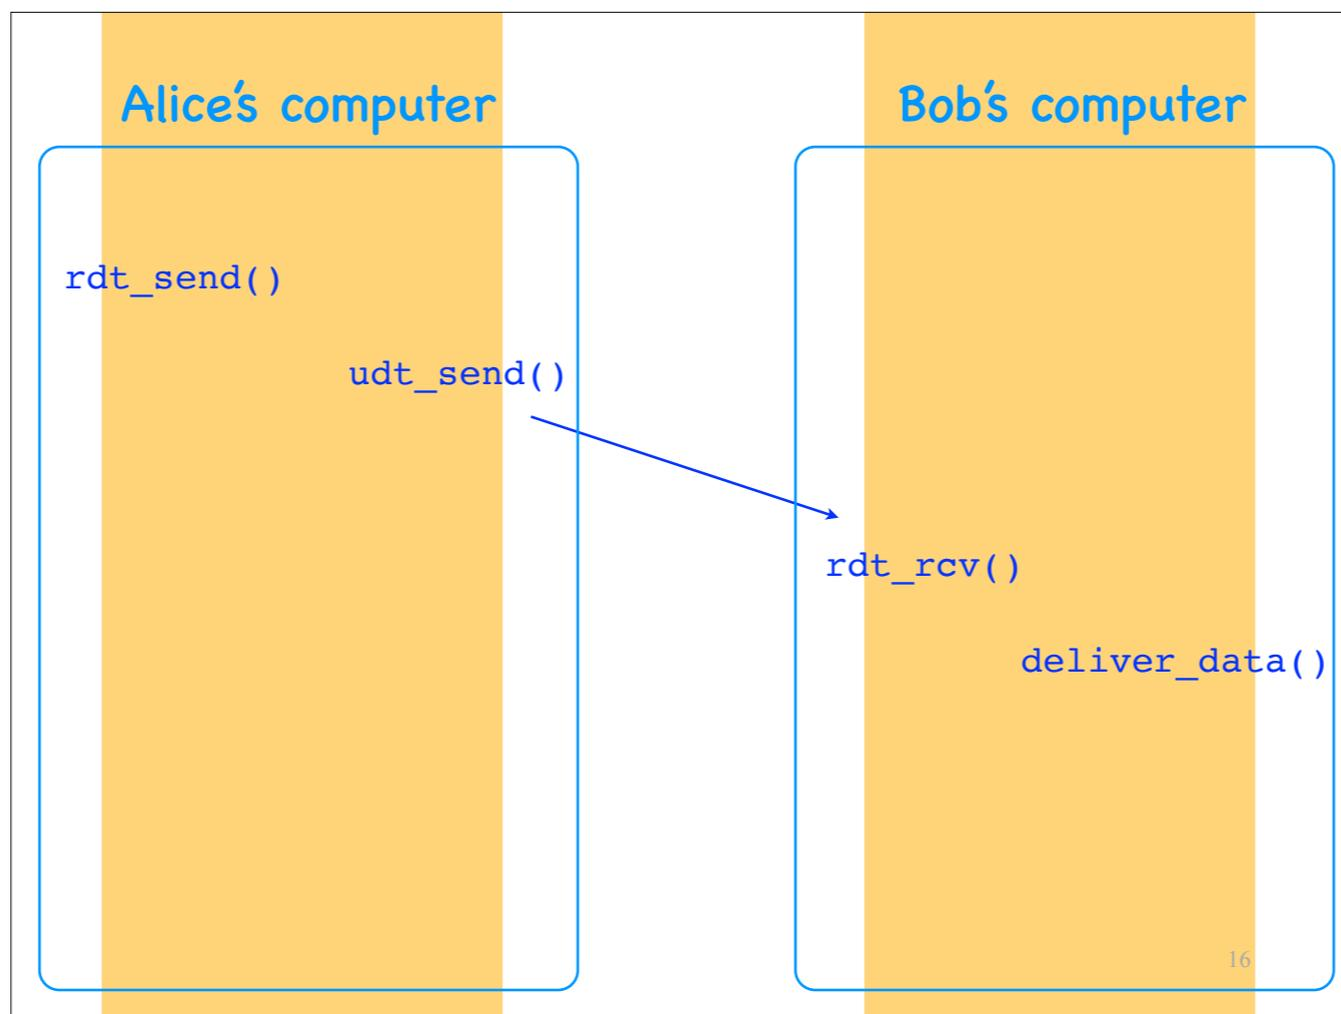 Alice's computer
Bob's computer
rdt_send()
udt_send()
rdt_rcv()
deliver_data()
16